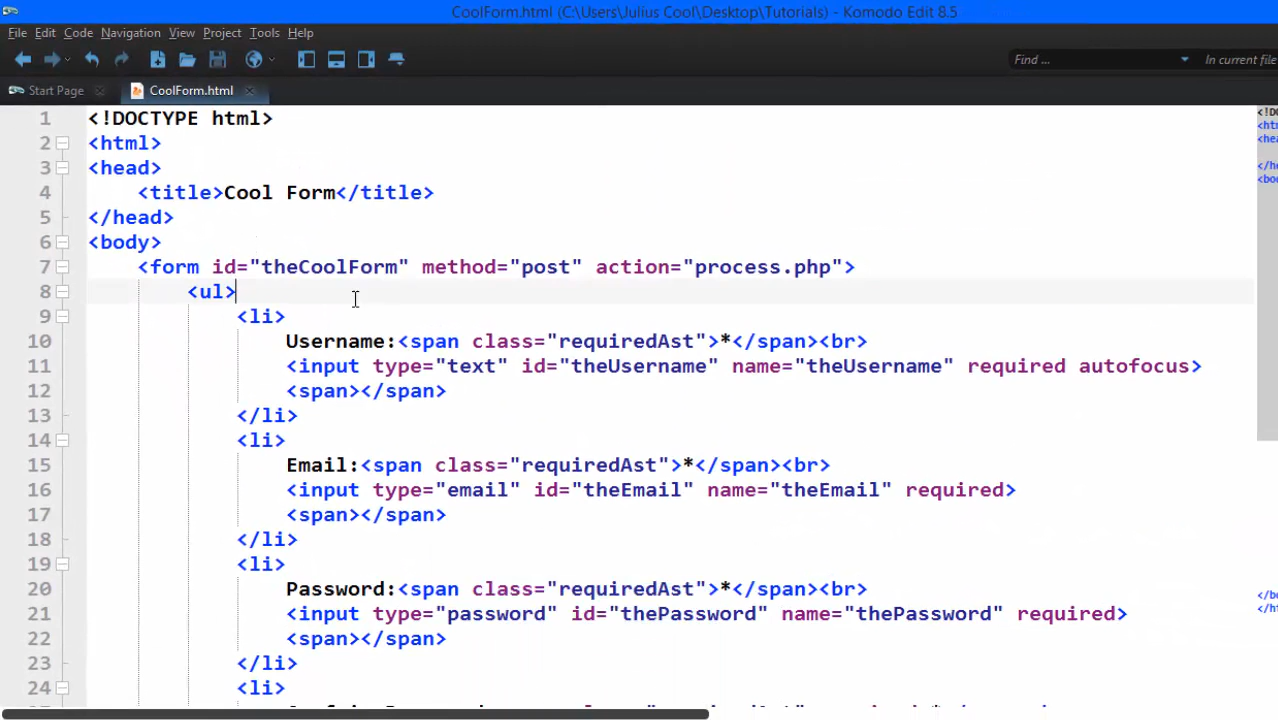 CoolForm.html (C:\Users\Julius Cool\Desktop\Tutorials) - Komodo Edit 8.5
File Edit Code Navigation View Project Tools Help
Find ... In current file
Start Page CoolForm.html
1 <!DOCTYPE html>
2 <html>
3 <head>
4 <title>Cool Form</title>
5 </head>
6 <body>
7 <form id="theCoolForm" method="post" action="process.php">
8 <ul>
9 <li>
10 Username:<span class="requiredAst">*</span><br>
11 <input type="text" id="theUsername" name="theUsername" required autofocus>
12 <span></span>
13 </li>
14 <li>
15 Email:<span class="requiredAst">*</span><br>
16 <input type="email" id="theEmail" name="theEmail" required>
17 <span></span>
18 </li>
19 <li>
20 Password:<span class="requiredAst">*</span><br>
21 <input type="password" id="thePassword" name="thePassword" required>
22 <span></span>
23 </li>
24 <li>